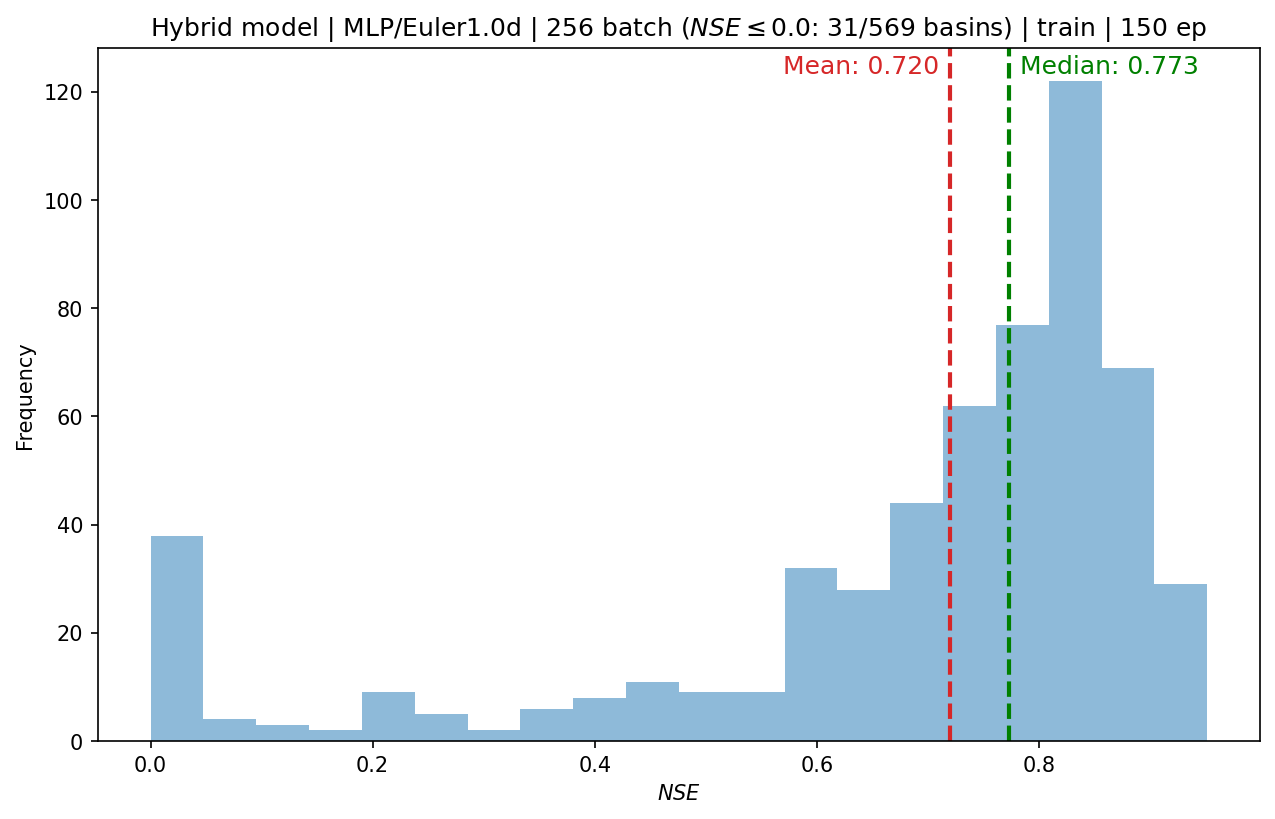 Hybrid model | MLP/Euler1.0d | 256 batch (NSE ≤ 0.0: 31/569 basins) | train | 150 ep
Mean: 0.720
Median: 0.773
120
100
80
60
40
20
0
Frequency
0.0
0.2
0.4
0.6
0.8
NSE